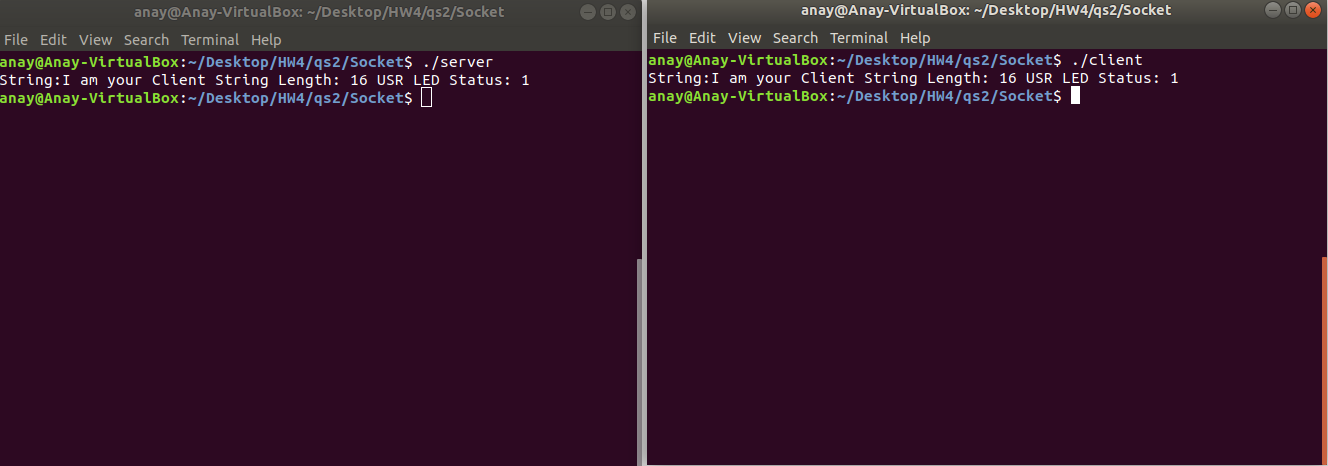 anay@Anay-VirtualBox: ~/Desktop/HW4/qs2/Socket
File Edit View Search Terminal Help
anay@Anay-VirtualBox:~/Desktop/HW4/qs2/Socket$ ./server
String:I am your Client String Length: 16 USR LED Status: 1
anay@Anay-VirtualBox:~/Desktop/HW4/qs2/Socket$
anay@Anay-VirtualBox: ~/Desktop/HW4/qs2/Socket
File Edit View Search Terminal Help
anay@Anay-VirtualBox:~/Desktop/HW4/qs2/Socket$ ./client
String:I am your Client String Length: 16 USR LED Status: 1
anay@Anay-VirtualBox:~/Desktop/HW4/qs2/Socket$